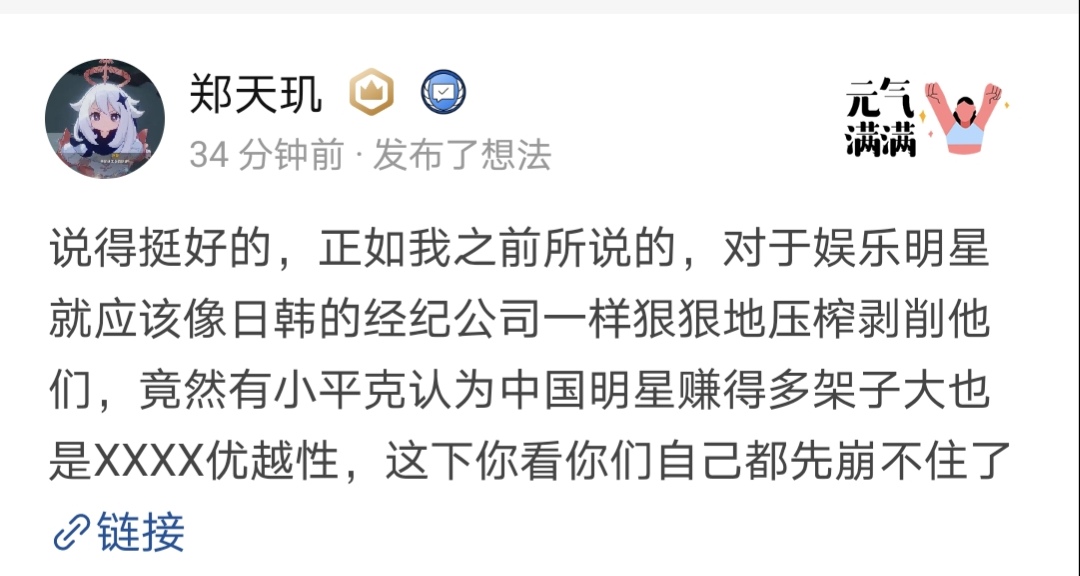 郑天玑
34 分钟前 · 发布了想法
元气
满满
说得挺好的，正如我之前所说的，对于娱乐明星
就应该像日韩的经纪公司一样狠狠地压榨剥削他
们，竟然有小平克认为中国明星赚得多架子大也
是XXXX优越性，这下你看你们自己都先崩不住了
链接